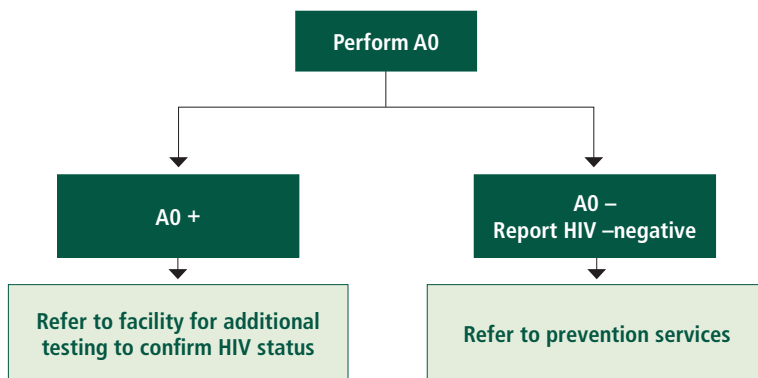 Perform A0
A0 +
A0 –
Report HIV –negative
Refer to facility for additional
testing to confirm HIV status
Refer to prevention services